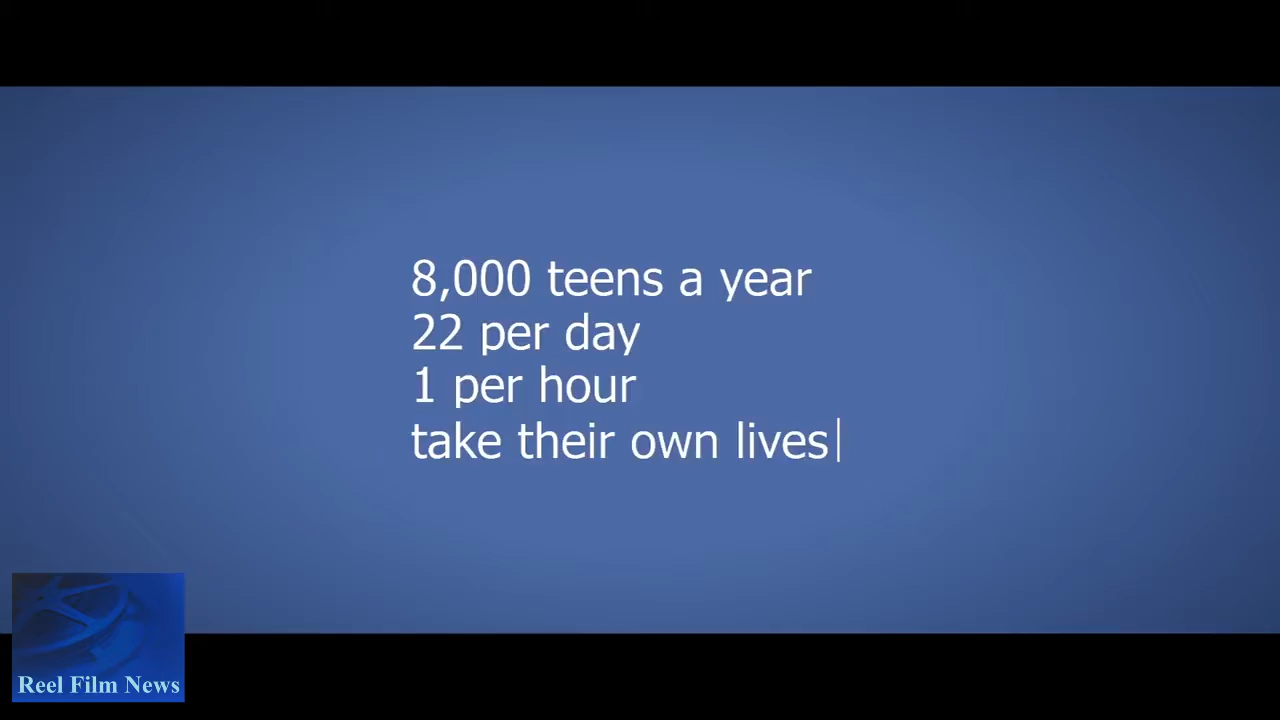 8,000 teens a year
22 per day
1 per hour
take their own lives
Reel Film News